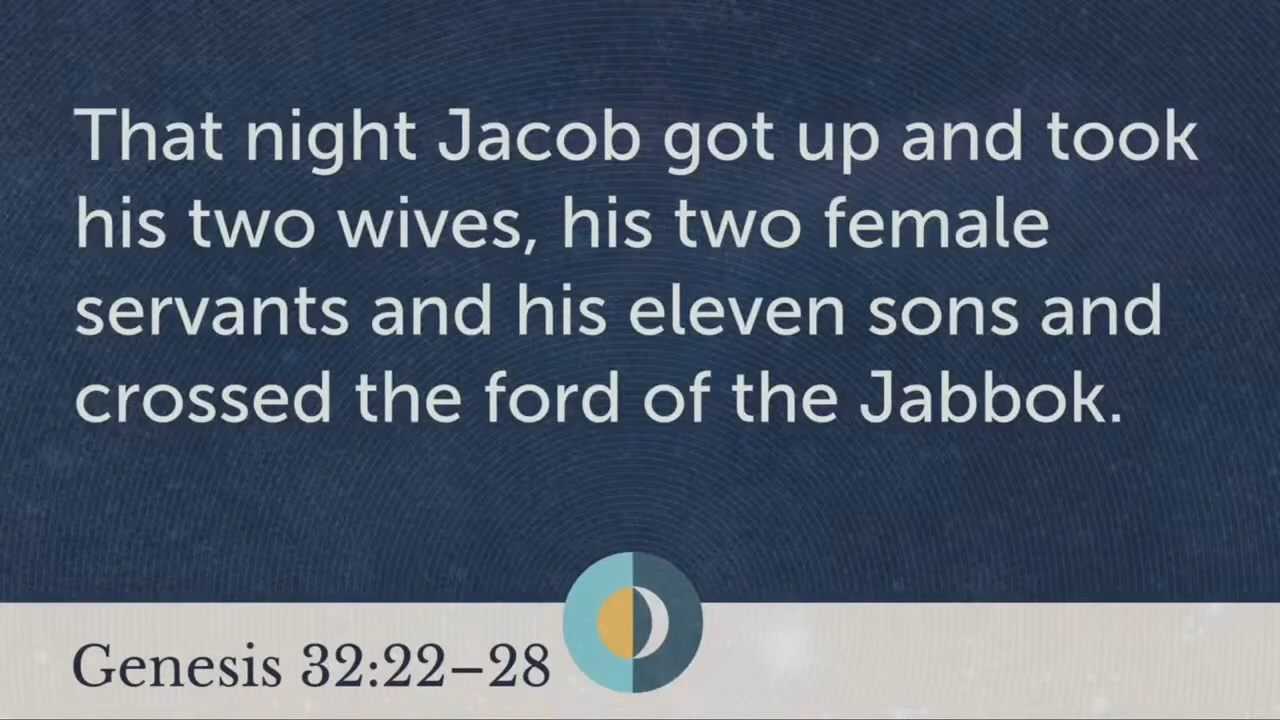 That night Jacob got up and took
his two wives, his two female
servants and his eleven sons and
crossed the ford of the Jabbok.
Genesis 32:22–28